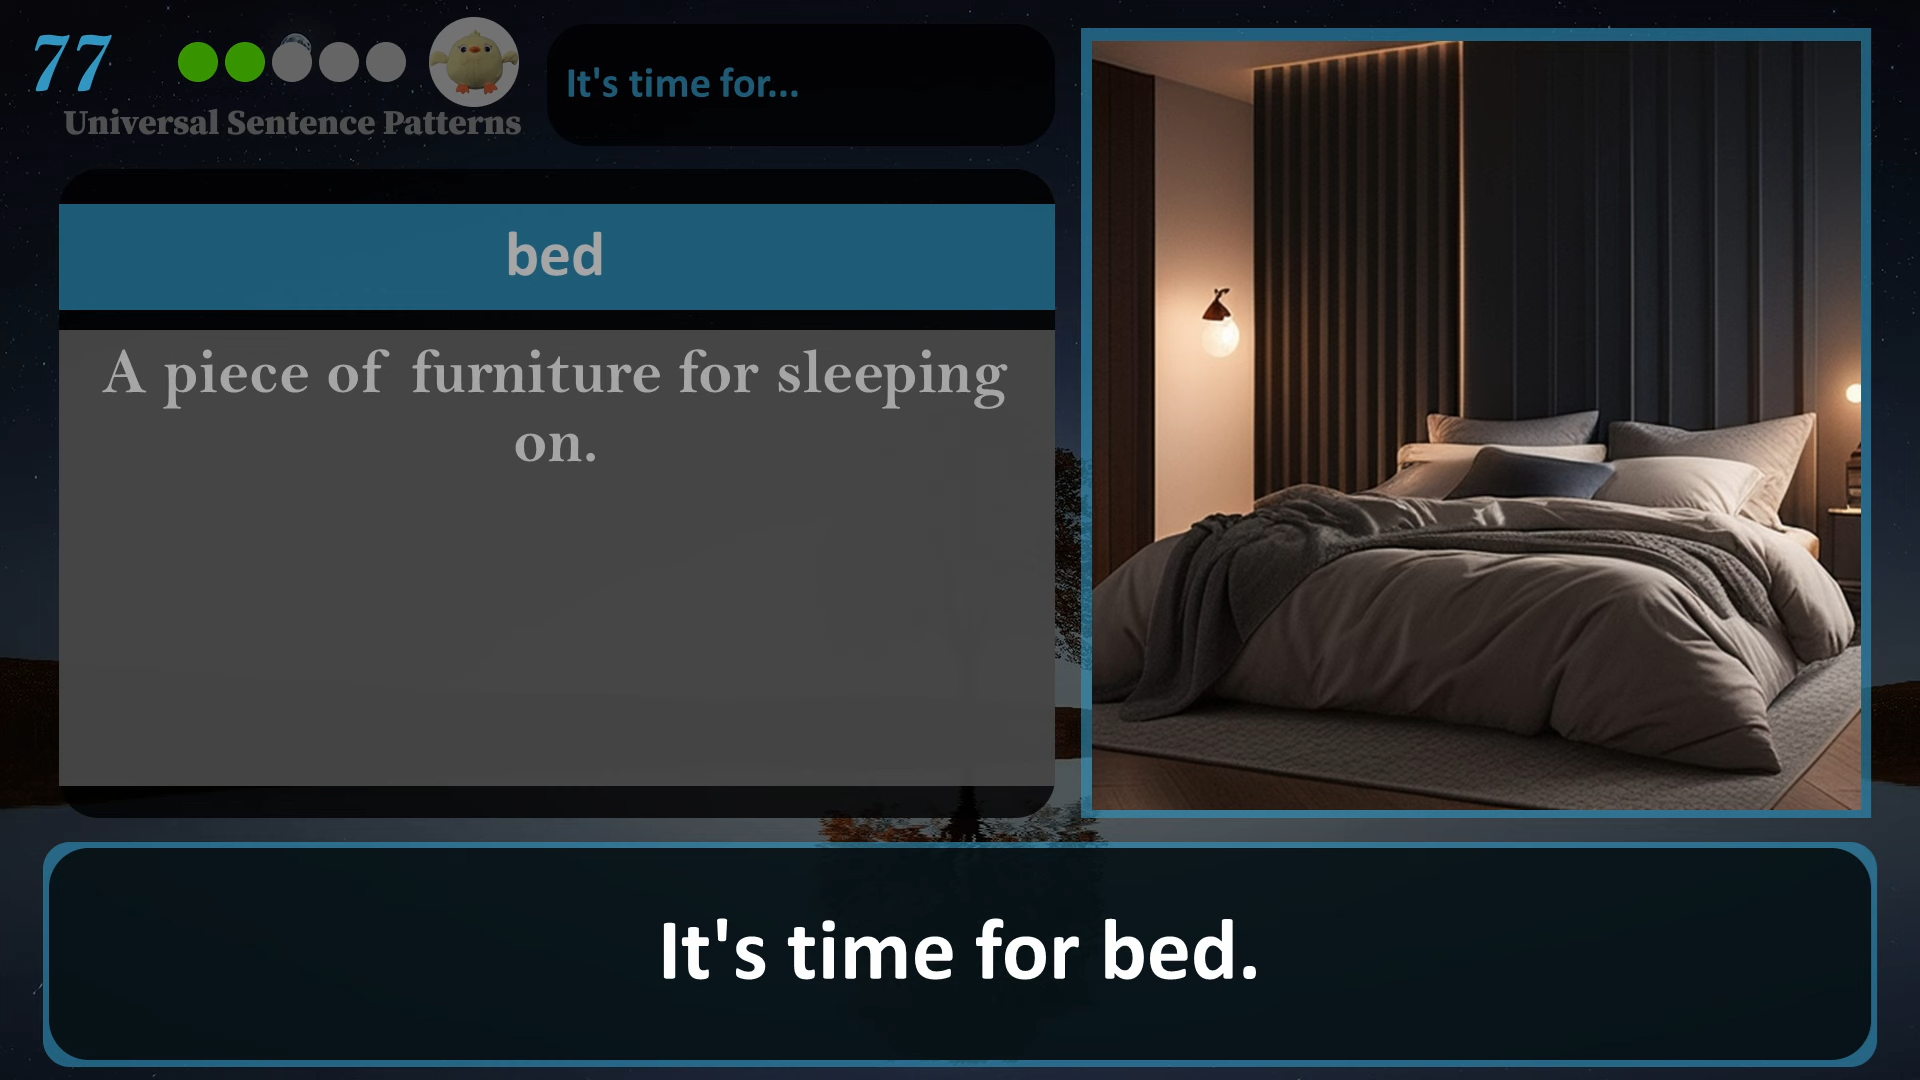 77
Universal Sentence Patterns
It's time for...
bed
A piece of furniture for sleeping
on.
It's time for bed.